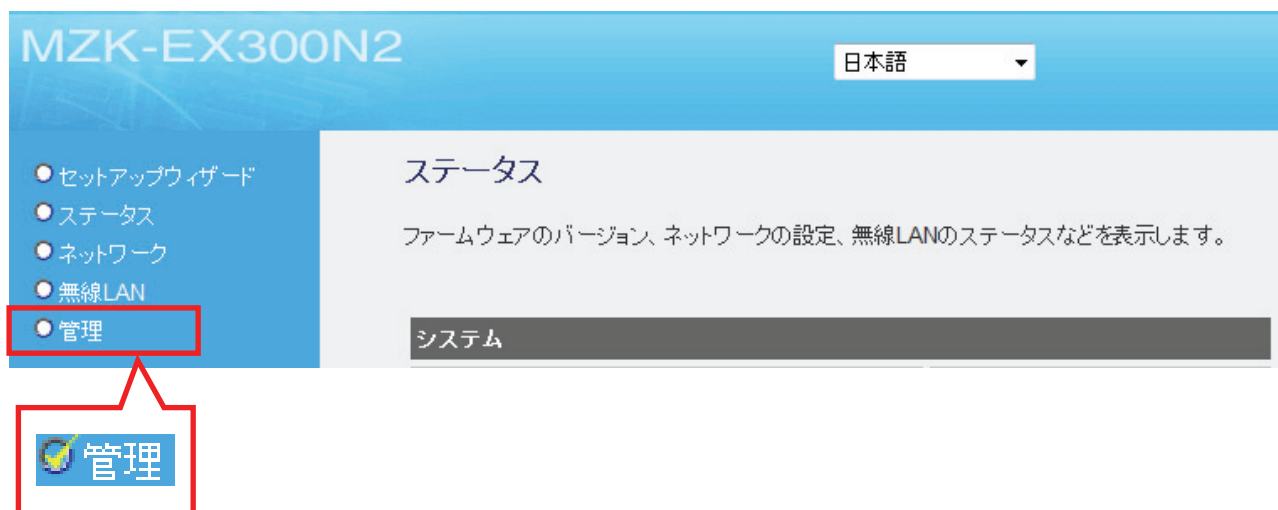 MZK-EX300N2
日本語
セットアップウィザード
ステータス
ネットワーク
無線LAN
管理
ステータス
ファームウェアのバージョン、ネットワークの設定、無線LANのステータスなどを表示します。
システム
管理